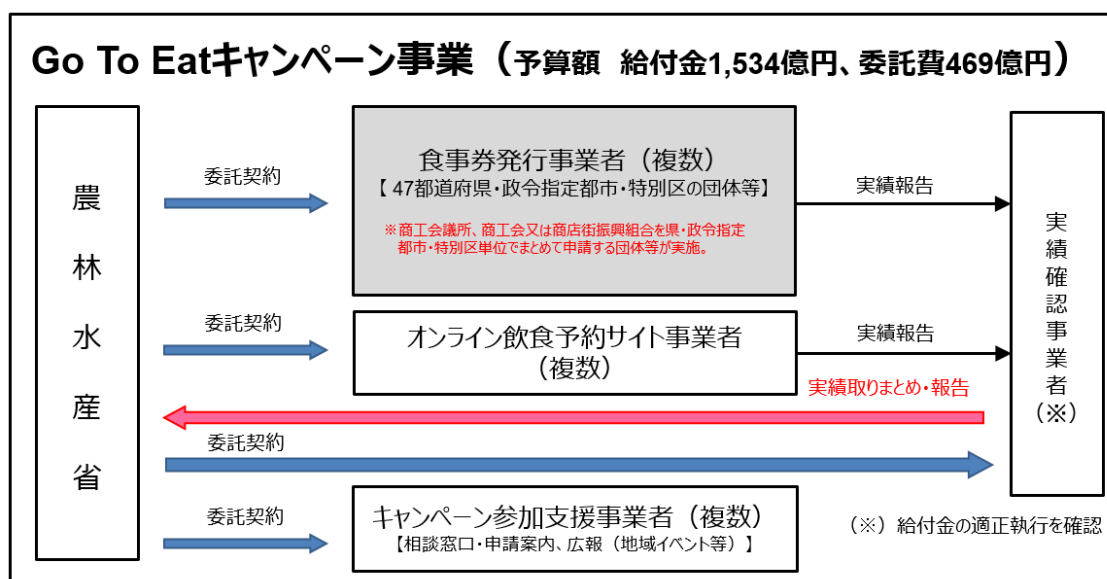 Go To Eatキャンペーン事業（予算額　給付金1,534億円、委託費469億円）
農林水産省
委託契約
食事券発行事業者（複数）
【 47都道府県・政令指定都市・特別区の団体等】
※商工会議所、商工会又は商店街振興組合を県・政令指定
都市・特別区単位でまとめて申請する団体等が実施。
実績報告
実績確認事業者（※）
委託契約
オンライン飲食予約サイト事業者
（複数）
実績報告
実績取りまとめ・報告
委託契約
委託契約
キャンペーン参加支援事業者（複数）
【相談窓口・申請案内、広報（地域イベント等）】
（※）給付金の適正執行を確認